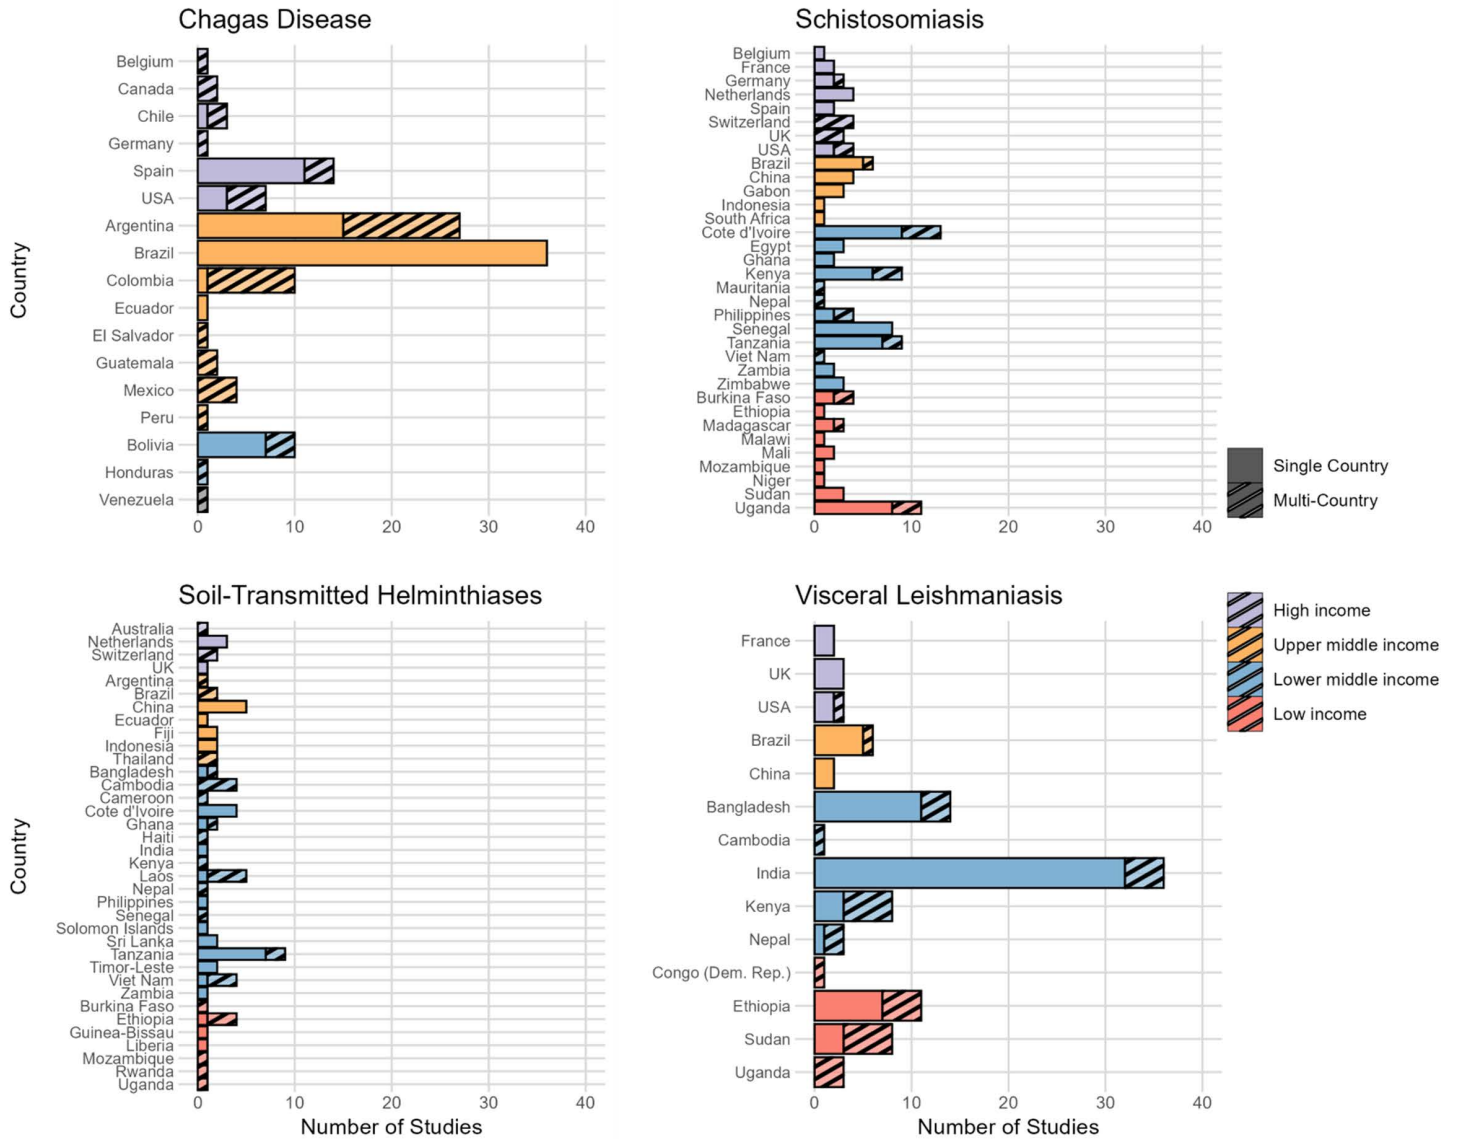 Chagas Disease
Country
Belgium
Canada
Chile
Germany
Spain
USA
Argentina
Brazil
Colombia
Ecuador
El Salvador
Guatemala
Mexico
Peru
Bolivia
Honduras
Venezuela
0 10 20 30 40
Schistosomiasis
Belgium
France
Germany
Netherlands
Spain
Switzerland
UK
USA
Brazil
China
Gabon
Indonesia
South Africa
Cote d'Ivoire
Egypt
Ghana
Kenya
Mauritania
Nepal
Philippines
Senegal
Tanzania
Viet Nam
Zambia
Zimbabwe
Burkina Faso
Ethiopia
Madagascar
Malawi
Mali
Mozambique
Niger
Sudan
Uganda
0 10 20 30 40
Single Country
Multi-Country
Soil-Transmitted Helminthiases
Country
Australia
Netherlands
Switzerland
UK
Argentina
Brazil
China
Ecuador
Fiji
Indonesia
Thailand
Bangladesh
Cambodia
Cameroon
Cote d'Ivoire
Ghana
Haiti
India
Kenya
Laos
Nepal
Philippines
Senegal
Solomon Islands
Sri Lanka
Tanzania
Timor-Leste
Viet Nam
Zambia
Burkina Faso
Ethiopia
Guinea-Bissau
Liberia
Mozambique
Rwanda
Uganda
0 10 20 30 40
Number of Studies
Visceral Leishmaniasis
France
UK
USA
Brazil
China
Bangladesh
Cambodia
India
Kenya
Nepal
Congo (Dem. Rep.)
Ethiopia
Sudan
Uganda
0 10 20 30 40
Number of Studies
High income
Upper middle income
Lower middle income
Low income